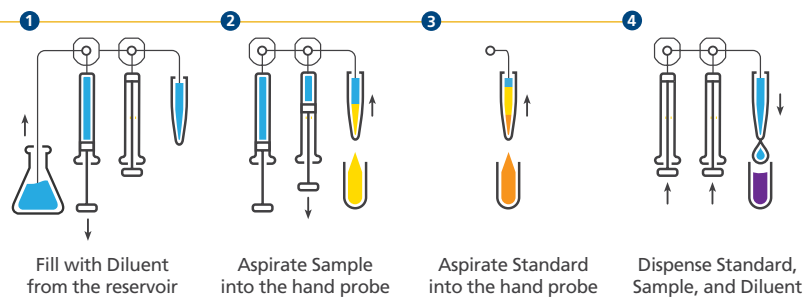 1
2
3
4
Fill with Diluent
from the reservoir
Aspirate Sample
into the hand probe
Aspirate Standard
into the hand probe
Dispense Standard,
Sample, and Diluent